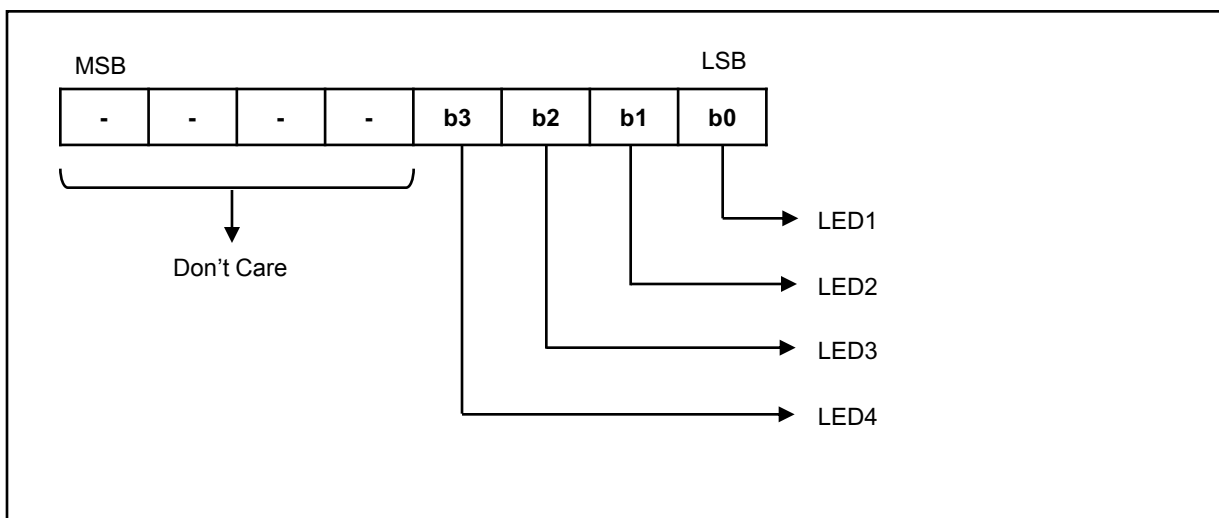 MSB
LSB
- - - - b3 b2 b1 b0
LED1
Don’t Care
LED2
LED3
LED4